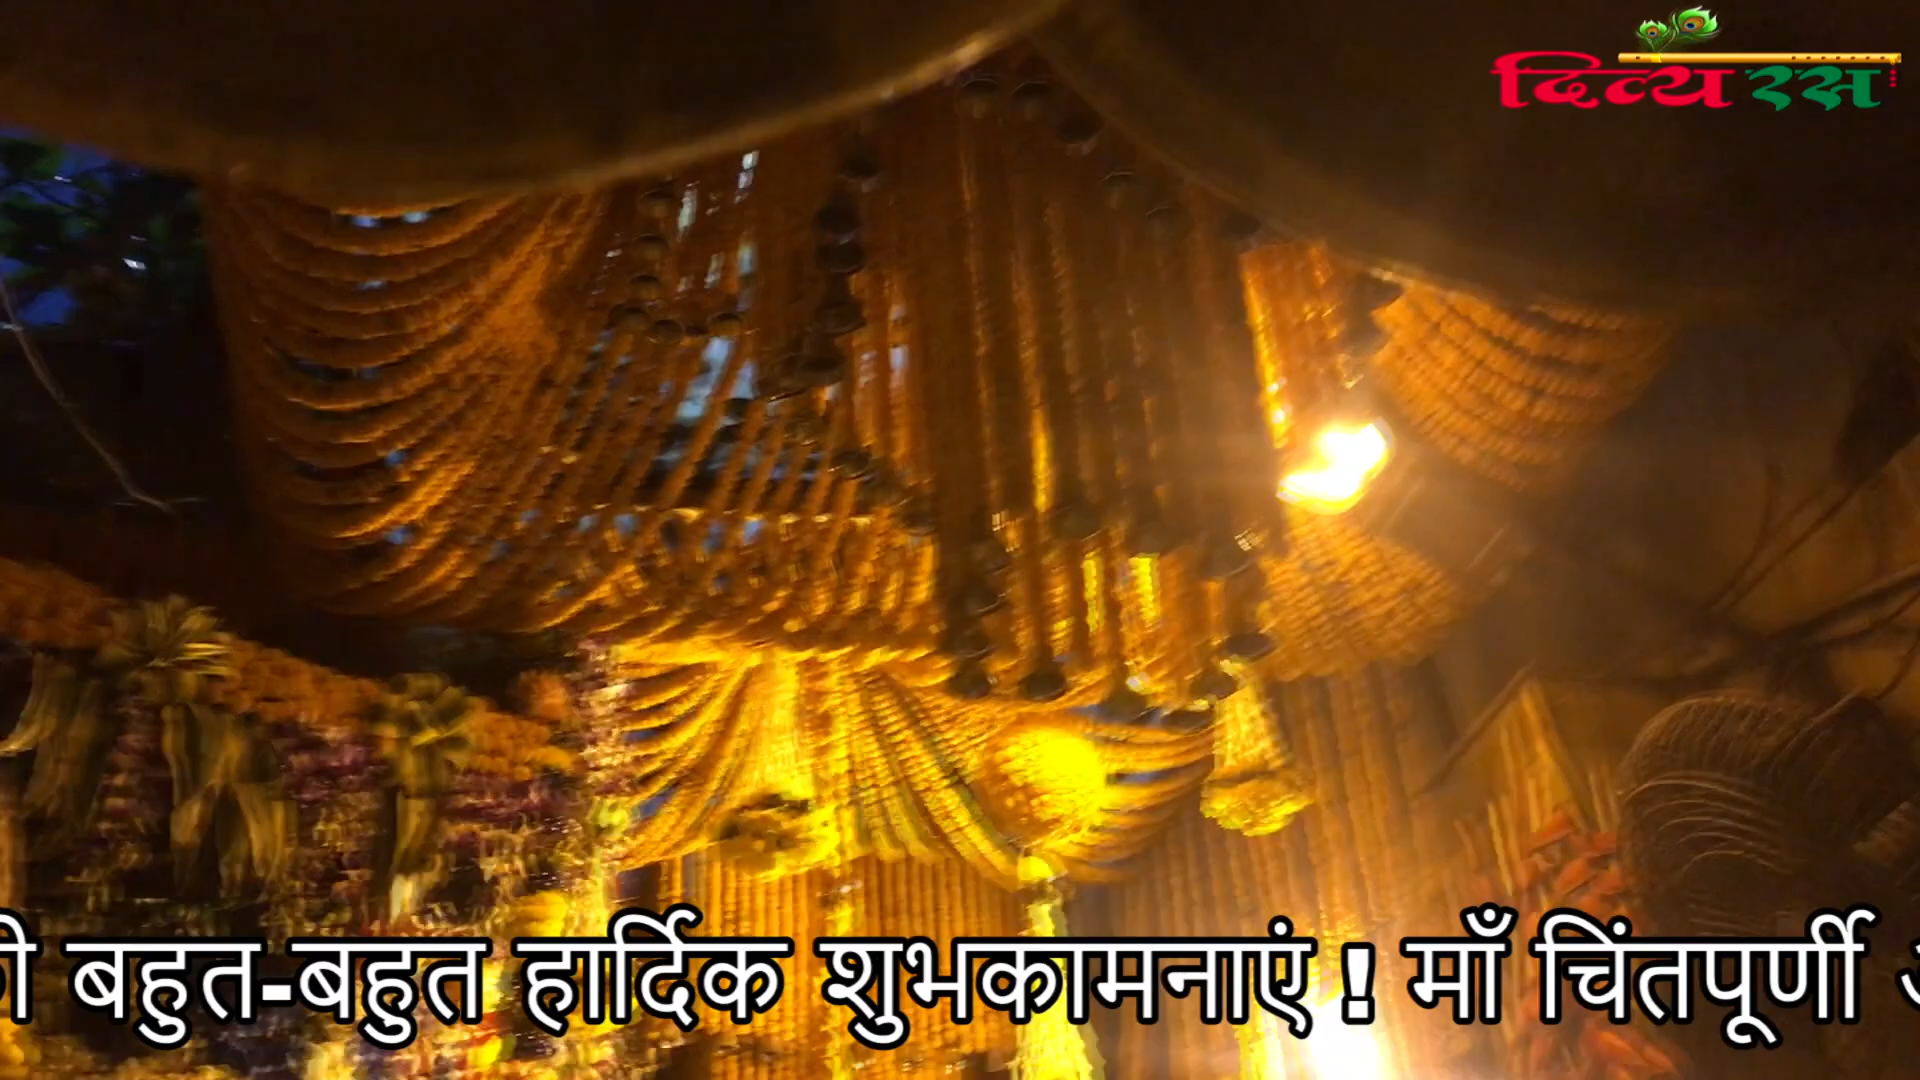 दिव्य रस
की बहुत-बहुत हार्दिक शुभकामनाएं ! माँ चिंतपूर्णी